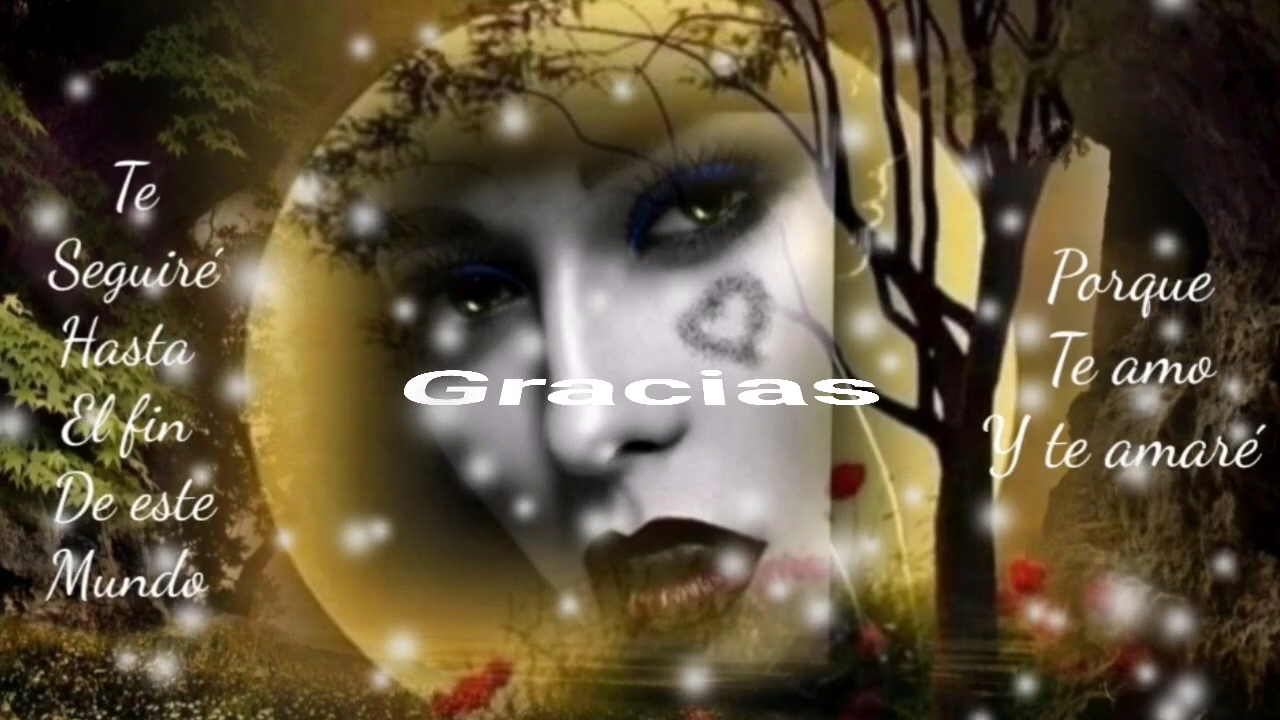 Te
Seguiré
Hasta
El fin
De este
Mundo
Gracias
Porque
Te amo
Y te amaré